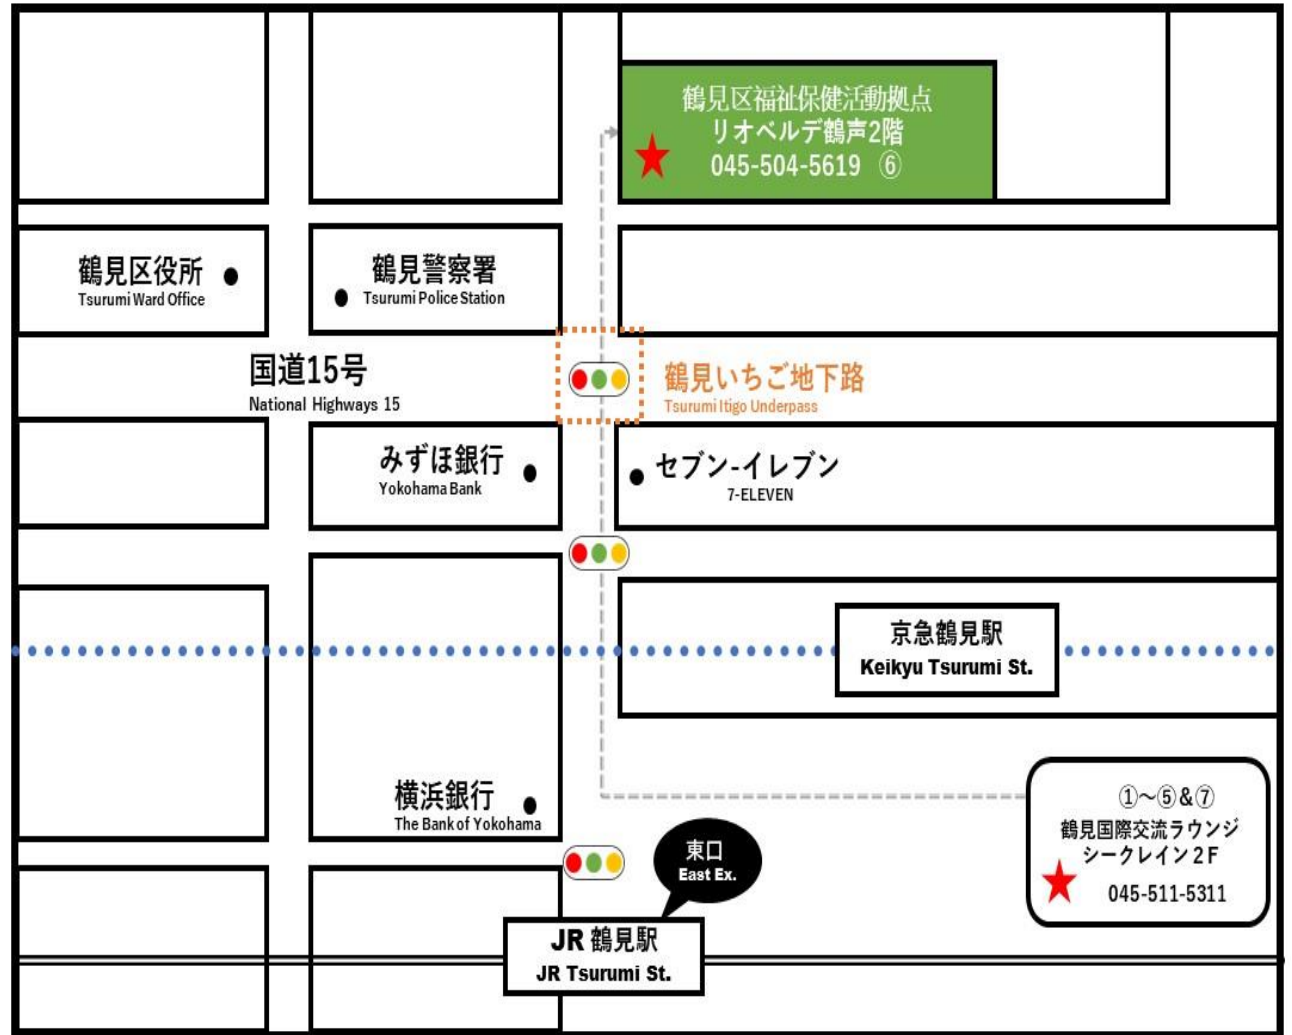 鶴見区福祉保健活動拠点
リオベルデ鶴声2階
045-504-5619 ⑥
鶴見区役所
Tsurumi Ward Office
鶴見警察署
Tsurumi Police Station
国道15号
National Highways 15
鶴見いちご地下路
Tsurumi Itigo Underpass
みずほ銀行
Yokohama Bank
セブン-イレブン
7-ELEVEN
京急鶴見駅
Keikyu Tsurumi St.
横浜銀行
The Bank of Yokohama
①～⑤&⑦
鶴見国際交流ラウンジ
シークレイン2F
045-511-5311
東口
East Ex.
JR 鶴見駅
JR Tsurumi St.